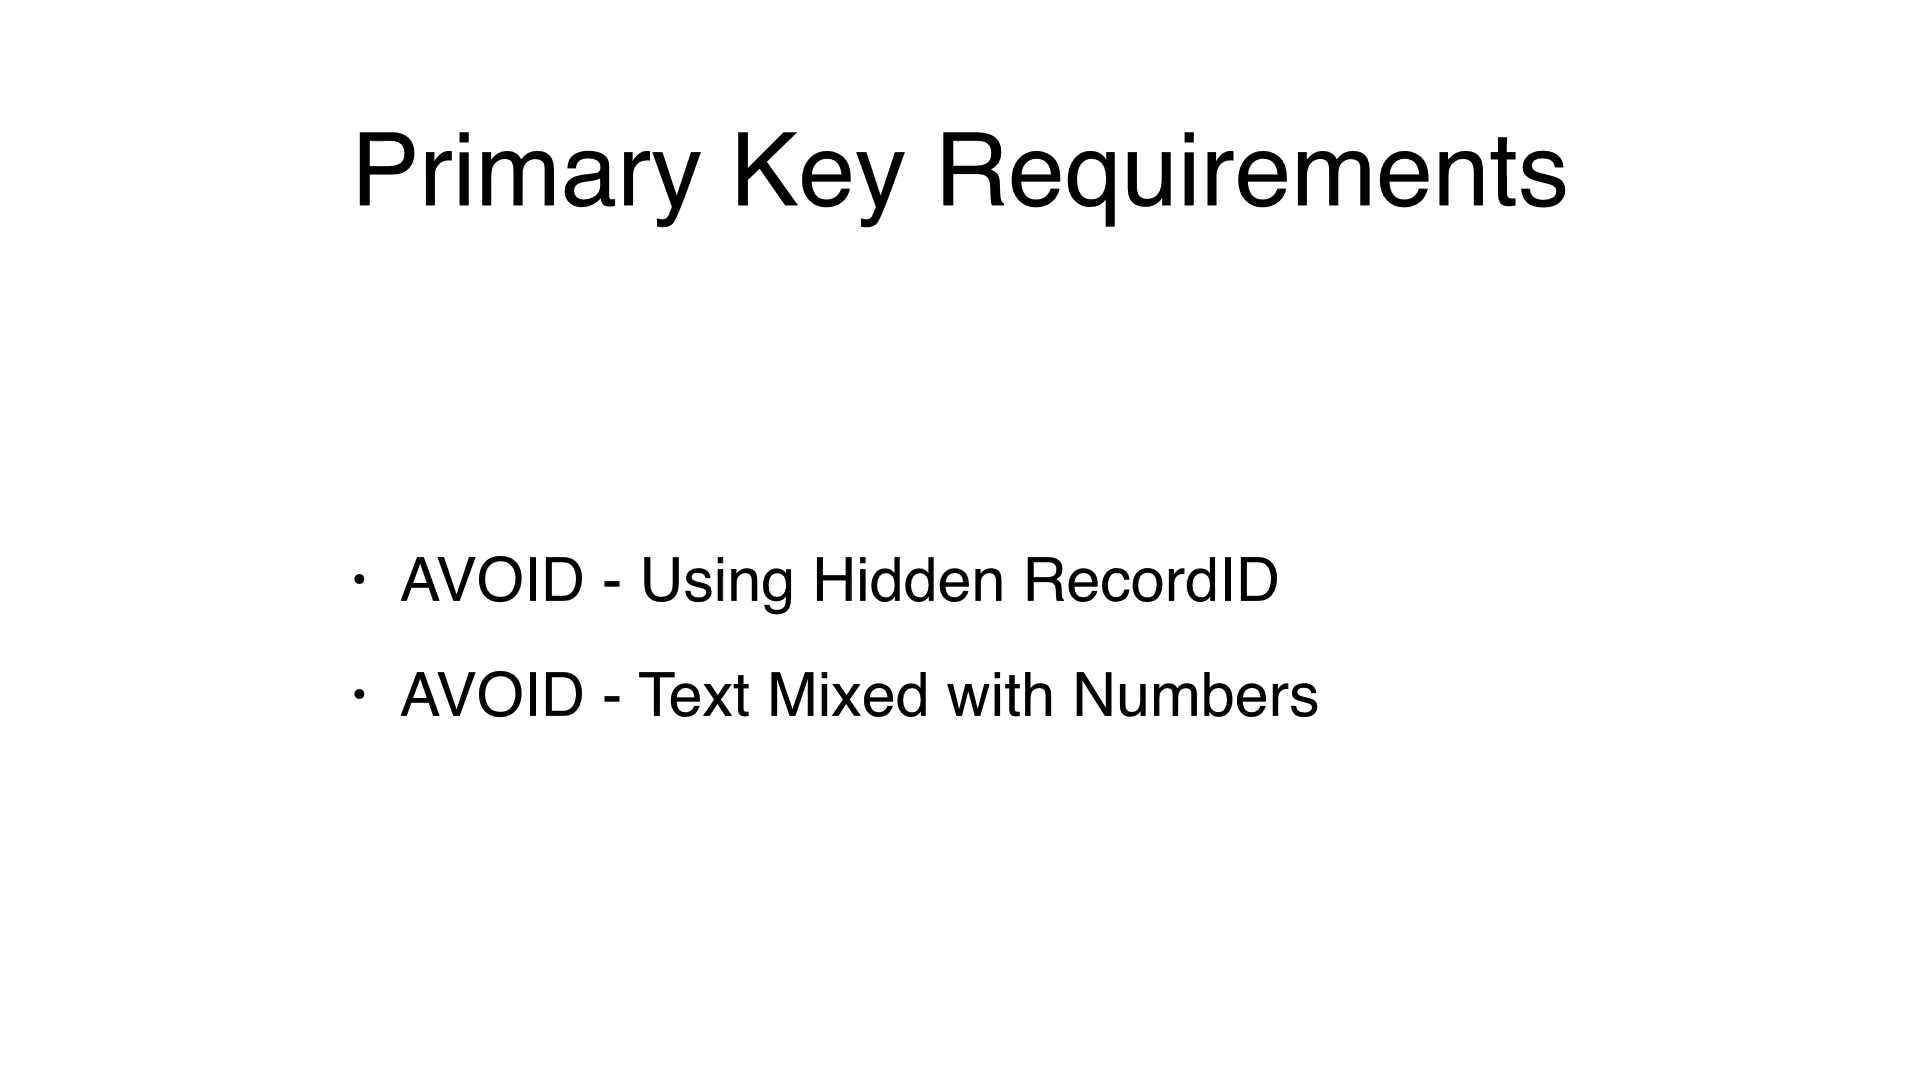 Primary Key Requirements
• AVOID - Using Hidden RecordID
• AVOID - Text Mixed with Numbers